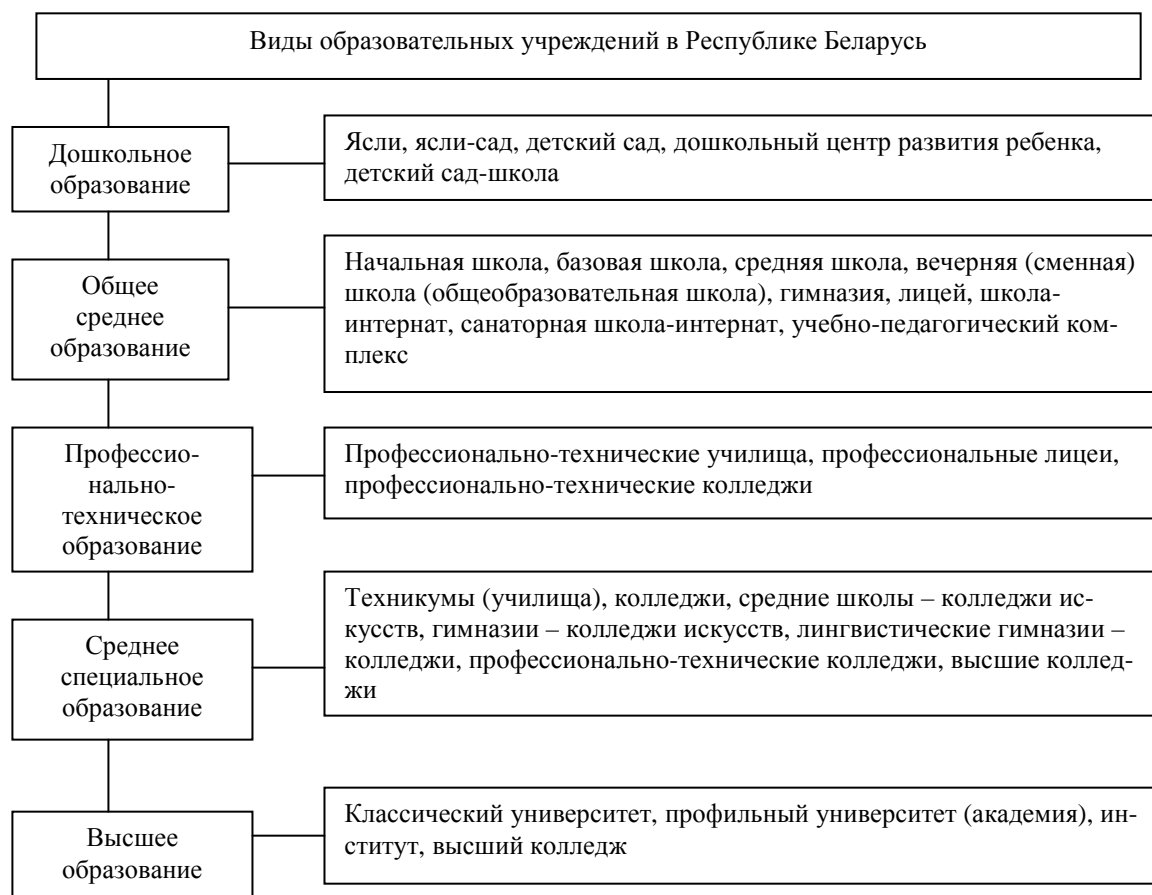 Виды образовательных учреждений в Республике Беларусь
Дошкольное
образование
Ясли, ясли-сад, детский сад, дошкольный центр развития ребенка,
детский сад-школа
Общее
среднее
образование
Начальная школа, базовая школа, средняя школа, вечерняя (сменная)
школа (общеобразовательная школа), гимназия, лицей, школа-
интернат, санаторная школа-интернат, учебно-педагогический ком-
плекс
Профессио-
нально-
техническое
образование
Профессионально-технические училища, профессиональные лицеи,
профессионально-технические колледжи
Среднее
специальное
образование
Техникумы (училища), колледжи, средние школы – колледжи ис-
кусств, гимназии – колледжи искусств, лингвистические гимназии –
колледжи, профессионально-технические колледжи, высшие коллед-
жи
Высшее
образование
Классический университет, профильный университет (академия), ин-
ститут, высший колледж